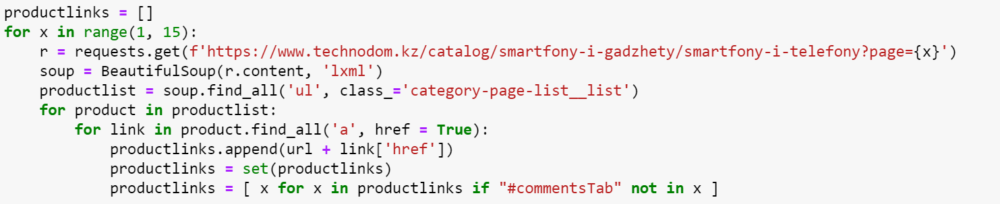 productlinks = []
for x in range(1, 15):
    r = requests.get(f'https://www.technodom.kz/catalog/smartfony-i-gadzhety/smartfony-i-telefony?page={x}')
    soup = BeautifulSoup(r.content, 'lxml')
    productlist = soup.find_all('ul', class_='category-page-list__list')
    for product in productlist:
        for link in product.find_all('a', href = True):
            productlinks.append(url + link['href'])
            productlinks = set(productlinks)
            productlinks = [ x for x in productlinks if "#commentsTab" not in x ]